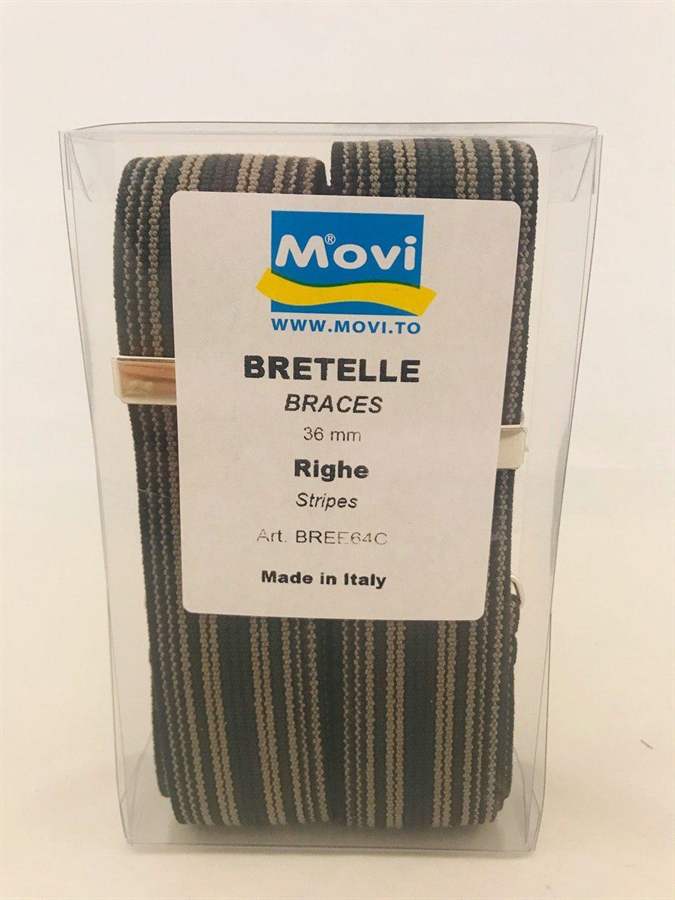 Movi®
WWW.MOVI.TO
BRETELLE
BRACES
36 mm
Righe
Stripes
Art. BREE64C
Made in Italy